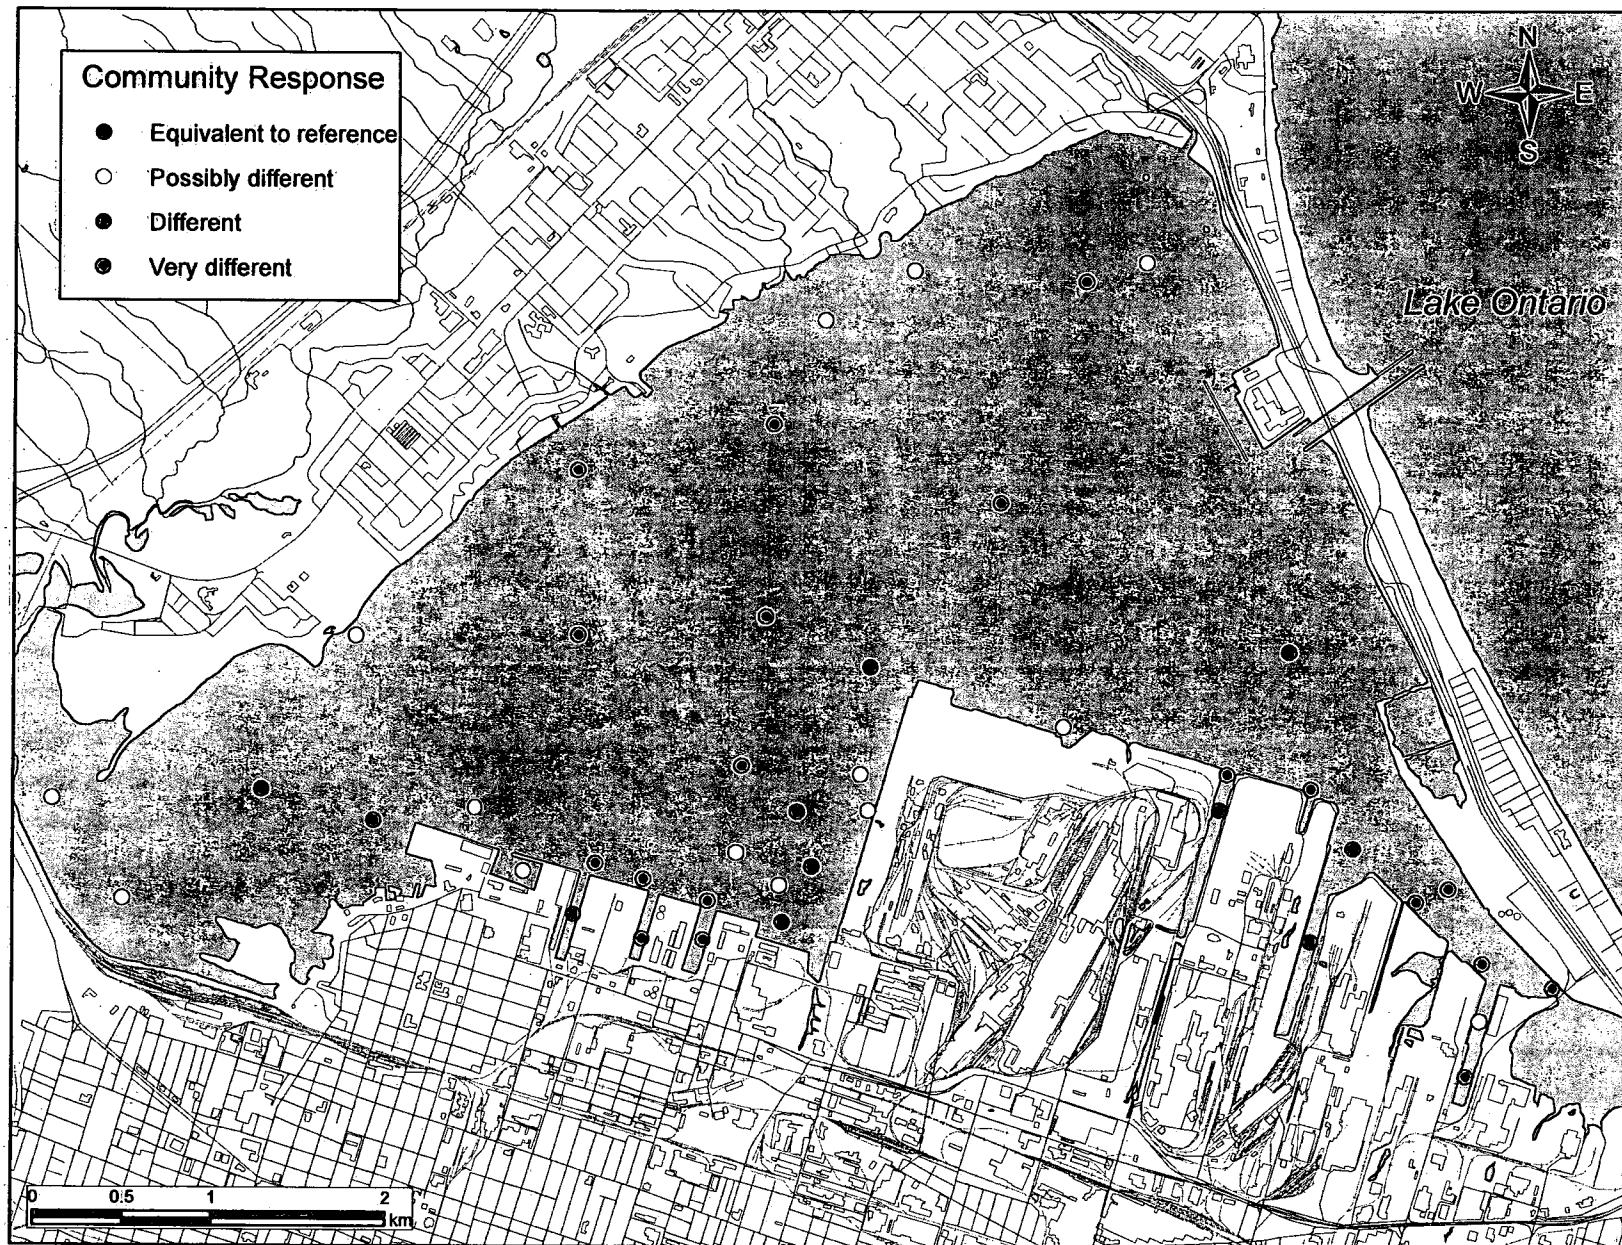 Community Response
Equivalent to reference
Possibly different
Different
Very different
N
W E
S
Lake Ontario
0 0.5 1 2
km